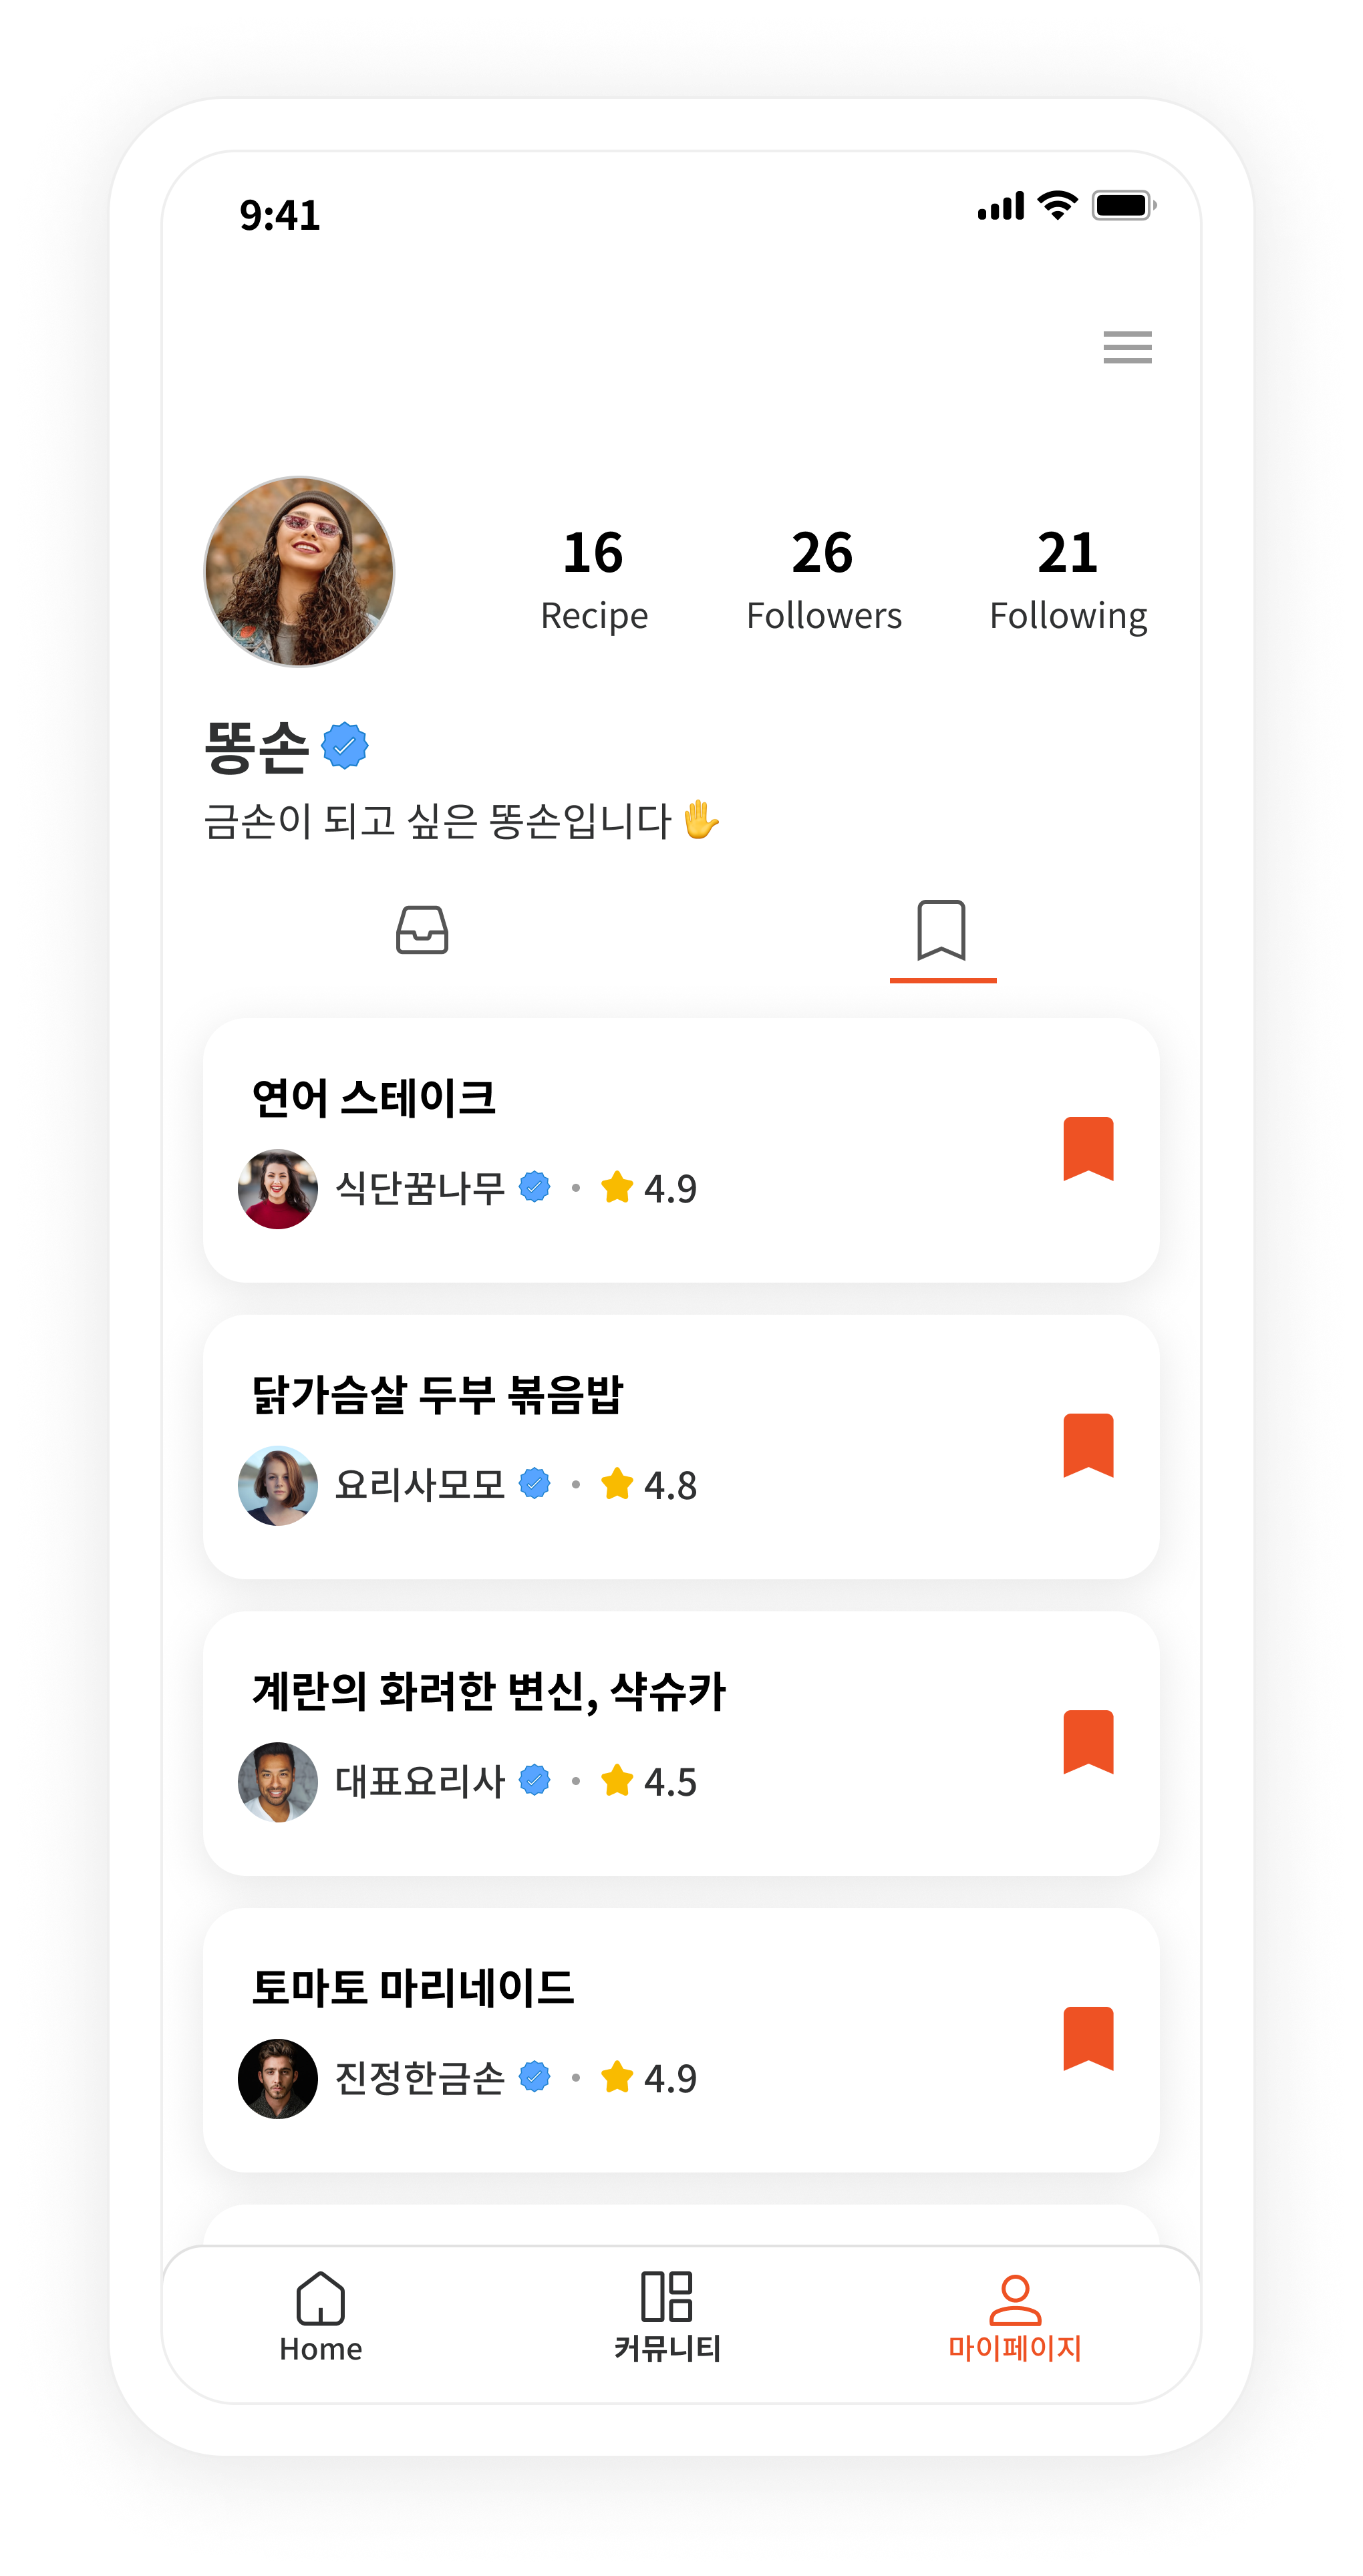 9:41
16 26 21
Recipe Followers Following
똥손
금손이 되고 싶은 똥손입니다 🖐
연어 스테이크
식단꿈나무 • 4.9
닭가슴살 두부 볶음밥
요리사모모 • 4.8
계란의 화려한 변신, 샥슈카
대표요리사 • 4.5
토마토 마리네이드
진정한금손 • 4.9
Home 커뮤니티 마이페이지